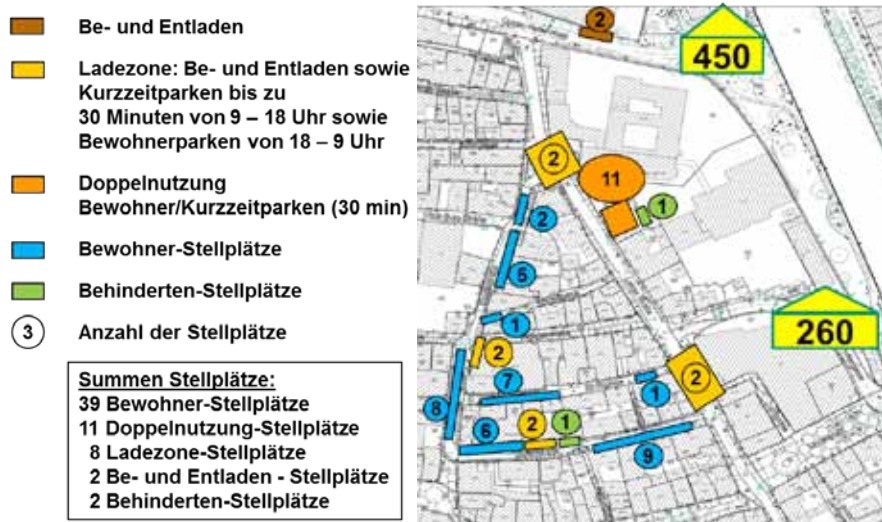 Be- und Entladen
Ladezone: Be- und Entladen sowie
Kurzzeitparken bis zu
30 Minuten von 9 – 18 Uhr sowie
Bewohnerparken von 18 – 9 Uhr
Doppelnutzung
Bewohner/Kurzzeitparken (30 min)
Bewohner-Stellplätze
Behinderten-Stellplätze
3 Anzahl der Stellplätze
Summen Stellplätze:
39 Bewohner-Stellplätze
11 Doppelnutzung-Stellplätze
8 Ladezone-Stellplätze
2 Be- und Entladen - Stellplätze
2 Behinderten-Stellplätze
2
450
2
11
1
2
5
1
260
2
7
1
2
8
6
2
1
9